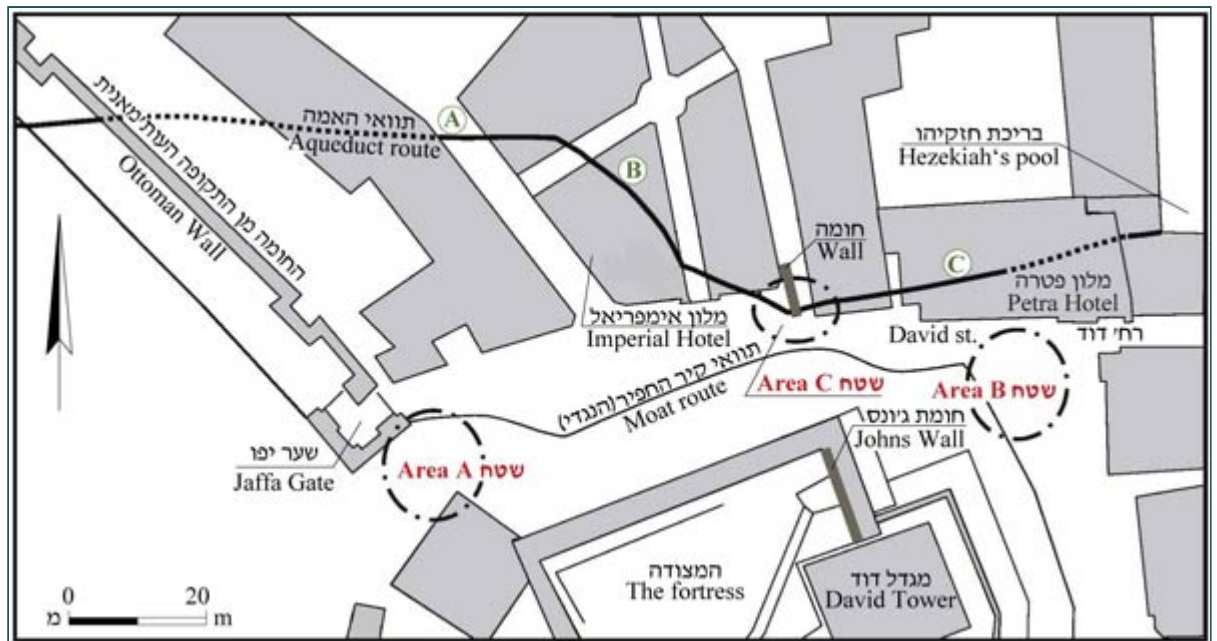 תוואי האמה
Aqueduct route
A
B
C
החומה מן התקופה העות'מאנית
Ottoman Wall
בריכת חזקיהו
Hezekiah's pool
חומה
Wall
מלון פטרה
Petra Hotel
מלון אימפריאל
Imperial Hotel
David st.
רח' דוד
תוואי קיר החפיר (הנגדי)
Moat route
Area C שטח
Area B שטח
חומת ג'ונס
Johns Wall
שער יפו
Jaffa Gate
Area A שטח
המצודה
The fortress
מגדל דוד
David Tower
0 20
מ m